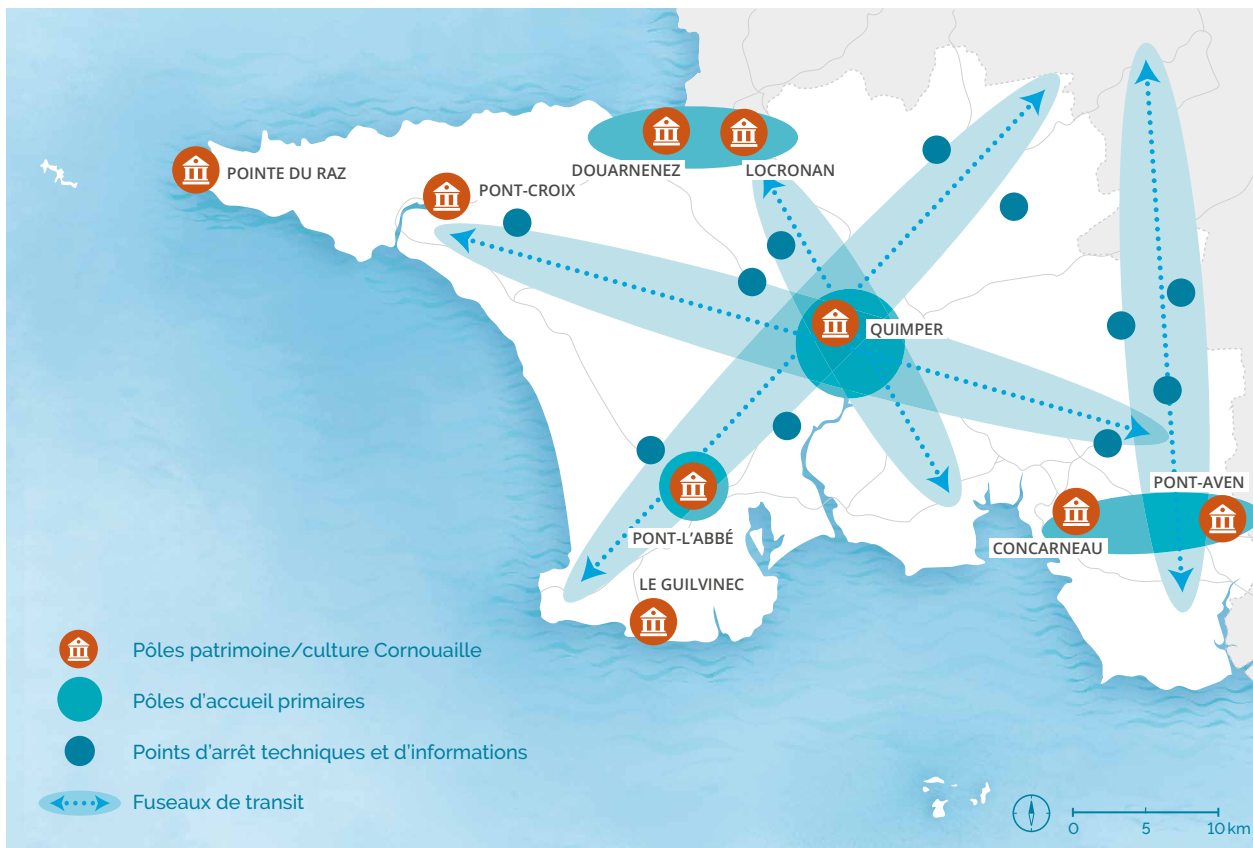 POINTE DU RAZ
PONT-CROIX
DOUARNENEZ
LOCRONAN
QUIMPER
PONT-L’ABBÉ
LE GUILVINEC
CONCARNEAU
PONT-AVEN
Pôles patrimoine/culture Cornouaille
Pôles d’accueil primaires
Points d’arrêt techniques et d’informations
Fuseaux de transit
0 5 10 km